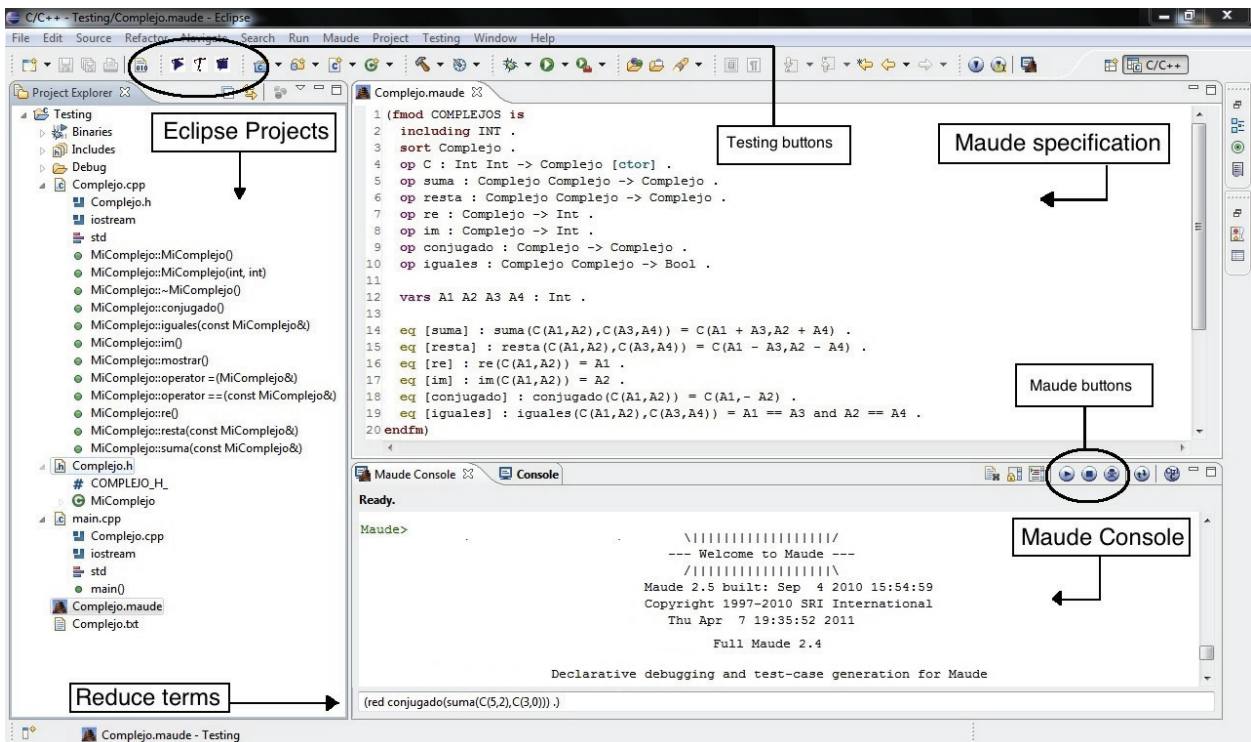 C/C++ - Testing/Complejo.maude - Eclipse
File Edit Source Refactor Navigate Search Run Maude Project Testing Window Help
C/C++
Project Explorer
Testing
Binaries
Includes
Debug
Complejo.cpp
Complejo.h
iostream
std
MiComplejo::MiComplejo()
MiComplejo::MiComplejo(int, int)
MiComplejo::~MiComplejo()
MiComplejo::conjugado()
MiComplejo::iguales(const MiComplejo&)
MiComplejo::im()
MiComplejo::mostrar()
MiComplejo::operator =(MiComplejo&)
MiComplejo::operator ==(const MiComplejo&)
MiComplejo::re()
MiComplejo::resta(const MiComplejo&)
MiComplejo::suma(const MiComplejo&)
Complejo.h
# COMPLEJO_H_
MiComplejo
main.cpp
Complejo.cpp
iostream
std
main()
Complejo.maude
Complejo.txt
Eclipse Projects
Reduce terms
Complejo.maude
1 (fmod COMPLEJOS is
2 including INT .
3 sort Complejo .
4 op C : Int Int -> Complejo [ctor] .
5 op suma : Complejo Complejo -> Complejo .
6 op resta : Complejo Complejo -> Complejo .
7 op re : Complejo -> Int .
8 op im : Complejo -> Int .
9 op conjugado : Complejo -> Complejo .
10 op iguales : Complejo Complejo -> Bool .
11
12 vars A1 A2 A3 A4 : Int .
13
14 eq [suma] : suma(C(A1,A2),C(A3,A4)) = C(A1 + A3,A2 + A4) .
15 eq [resta] : resta(C(A1,A2),C(A3,A4)) = C(A1 - A3,A2 - A4) .
16 eq [re] : re(C(A1,A2)) = A1 .
17 eq [im] : im(C(A1,A2)) = A2 .
18 eq [conjugado] : conjugado(C(A1,A2)) = C(A1,- A2) .
19 eq [iguales] : iguales(C(A1,A2),C(A3,A4)) = A1 == A3 and A2 == A4 .
20 endfm)
Testing buttons
Maude specification
Maude buttons
Maude Console
Console
Ready.
Maude>
\||||||||||||||||||/
--- Welcome to Maude ---
/||||||||||||||||||\
Maude 2.5 built: Sep 4 2010 15:54:59
Copyright 1997-2010 SRI International
Thu Apr 7 19:35:52 2011
Full Maude 2.4
Declarative debugging and test-case generation for Maude
Maude Console
(red conjugado(suma(C(5,2),C(3,0))) .)
Complejo.maude - Testing